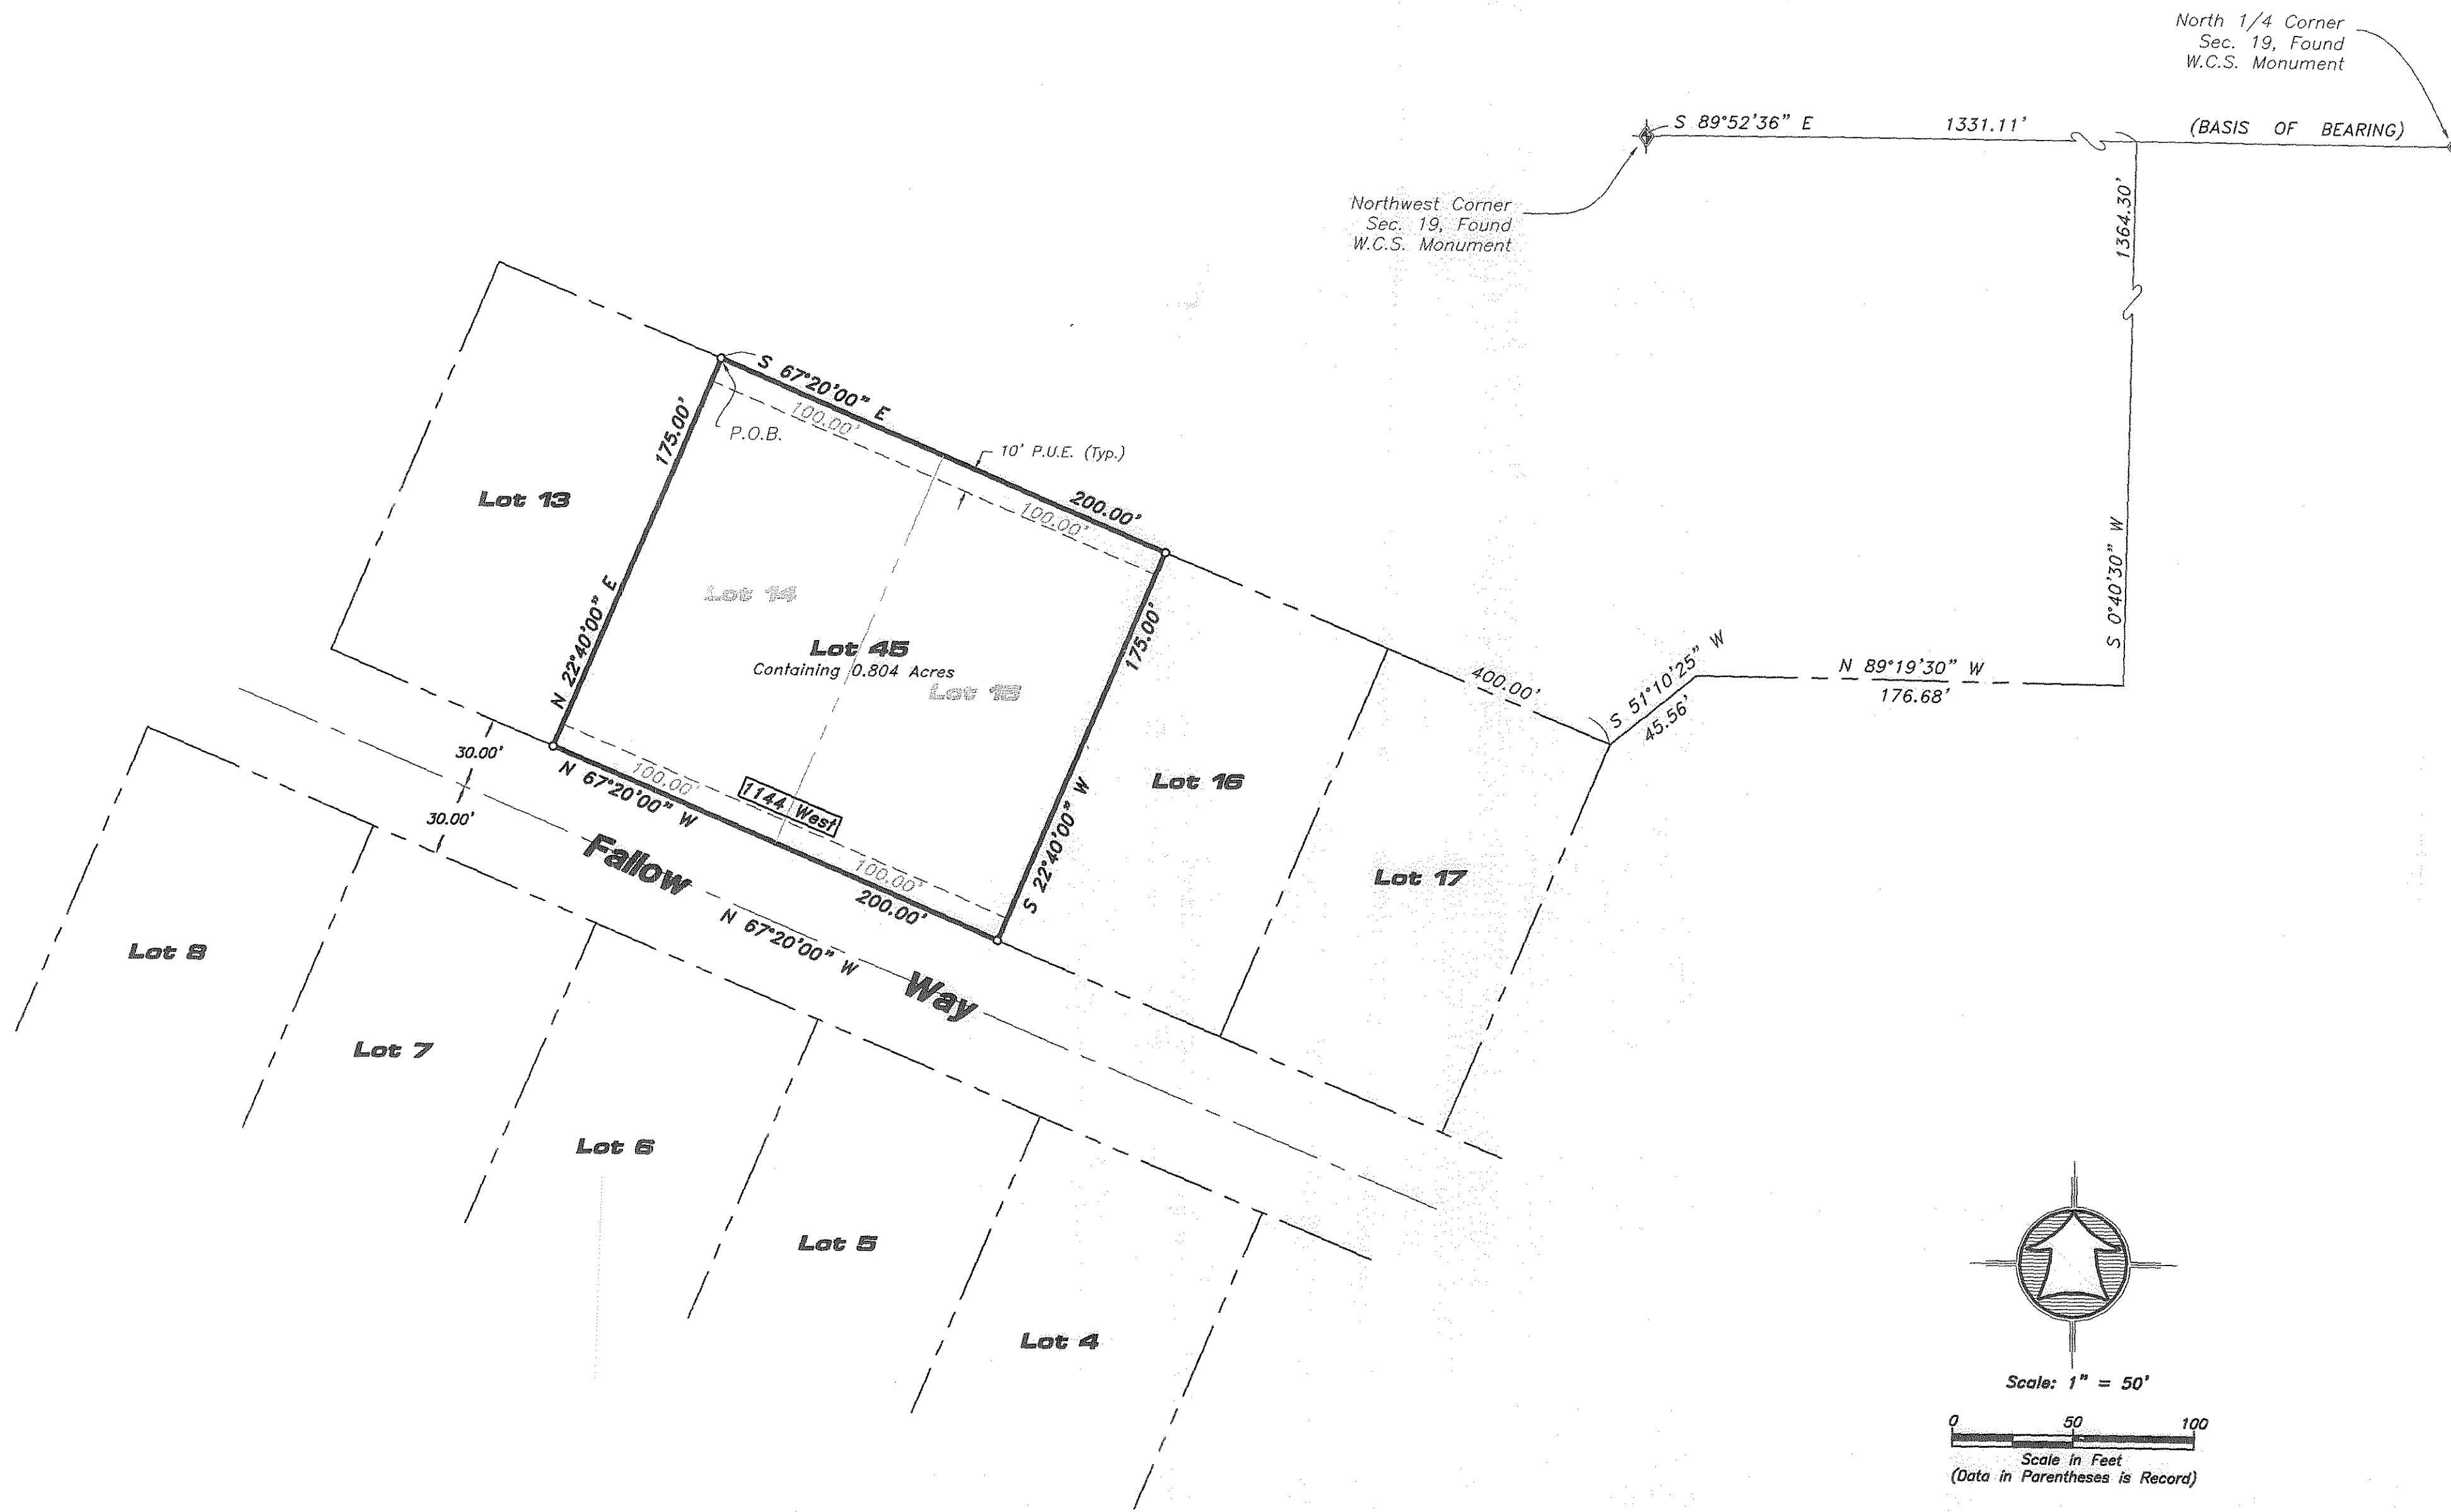 North 1/4 Corner
Sec. 19, Found
W.C.S. Monument
S 89°52'36" E
1331.11'
(BASIS OF BEARING)
Northwest Corner
Sec. 19, Found
W.C.S. Monument
1364.30'
S 0°40'30" W
N 89°19'30" W
176.68'
S 51°10'25" W
45.56'
400.00'
S 67°20'00" E
100.00'
P.O.B.
175.00'
10' P.U.E. (Typ.)
200.00'
100.00'
Lot 13
N 22°40'00" E
Lot 14
Lot 45
Containing 0.804 Acres
Lot 15
175.00'
S 22°40'00" W
Lot 16
Lot 17
30.00'
30.00'
100.00'
N 67°20'00" W
1144 West
100.00'
200.00'
Fallow Way
N 67°20'00" W
Lot 8
Lot 7
Lot 6
Lot 5
Lot 4
Scale: 1" = 50'
0 50 100
Scale in Feet
(Data in Parentheses is Record)